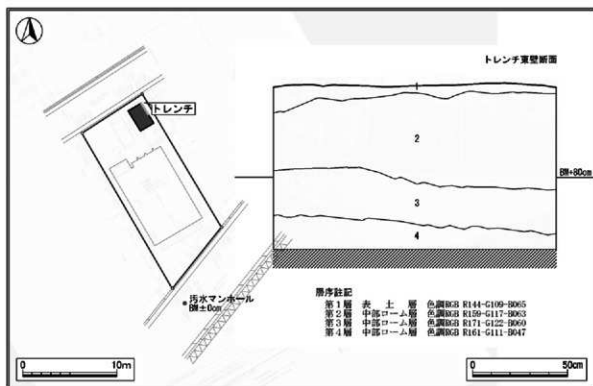 トレンチ東壁断面
トレンチ
1
2
BM+80cm
3
4
汚水マンホール
BM±0cm
層序註記
第1層 表土層 色調RGB R144-G109-B065
第2層 中部ローム層 色調RGB R159-G117-B063
第3層 中部ローム層 色調RGB R171-G122-B060
第4層 中部ローム層 色調RGB R161-G111-B047
0 10m
0 50cm